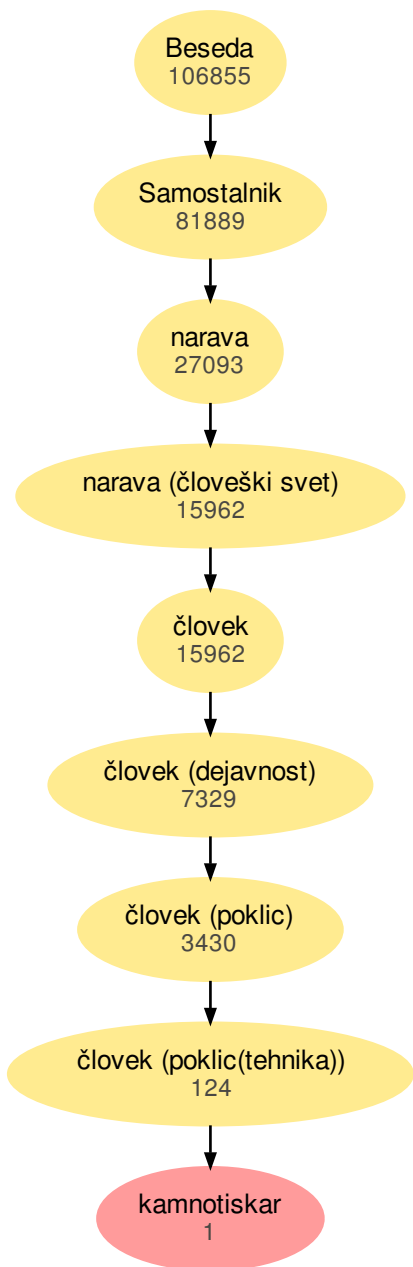 Beseda
106855
Samostalnik
81889
narava
27093
narava (človeški svet)
15962
človek
15962
človek (dejavnost)
7329
človek (poklic)
3430
človek (poklic(tehnika))
124
kamnotiskar
1